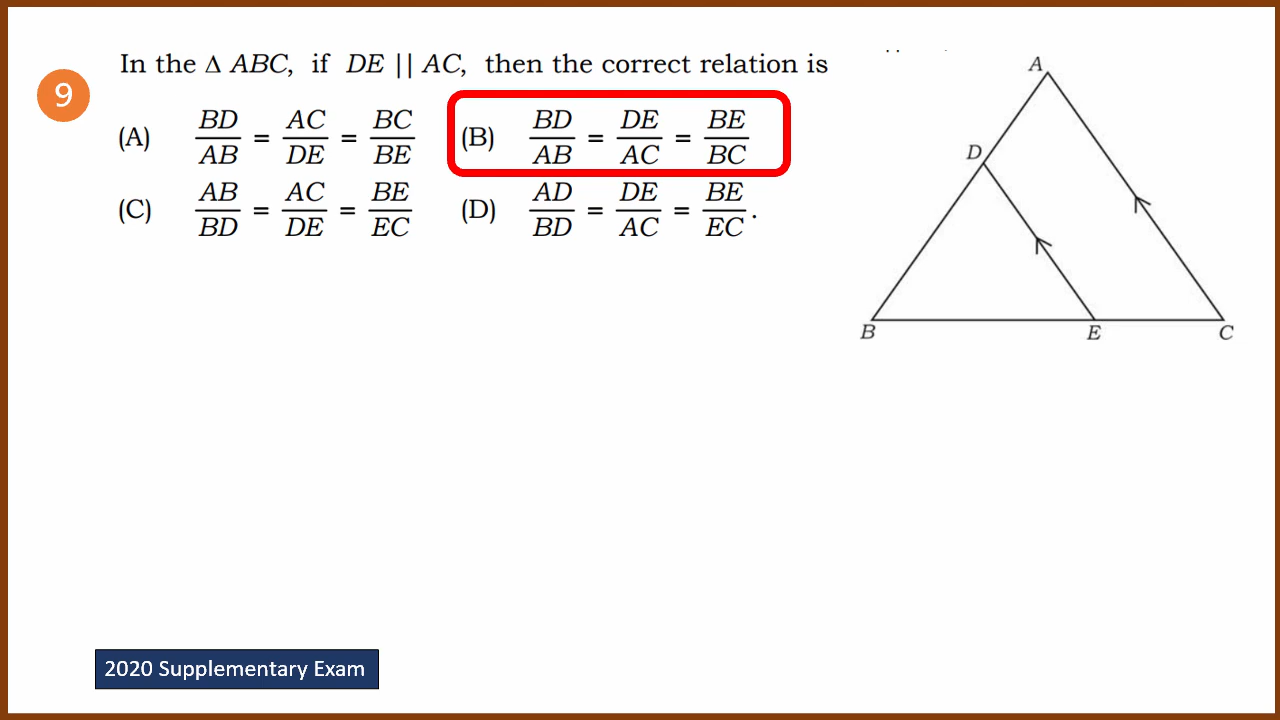 In the Δ ABC, if DE || AC, then the correct relation is
9
(A) BD/AB = AC/DE = BC/BE (B) BD/AB = DE/AC = BE/BC
(C) AB/BD = AC/DE = BE/EC (D) AD/BD = DE/AC = BE/EC.
A
D
B E C
2020 Supplementary Exam